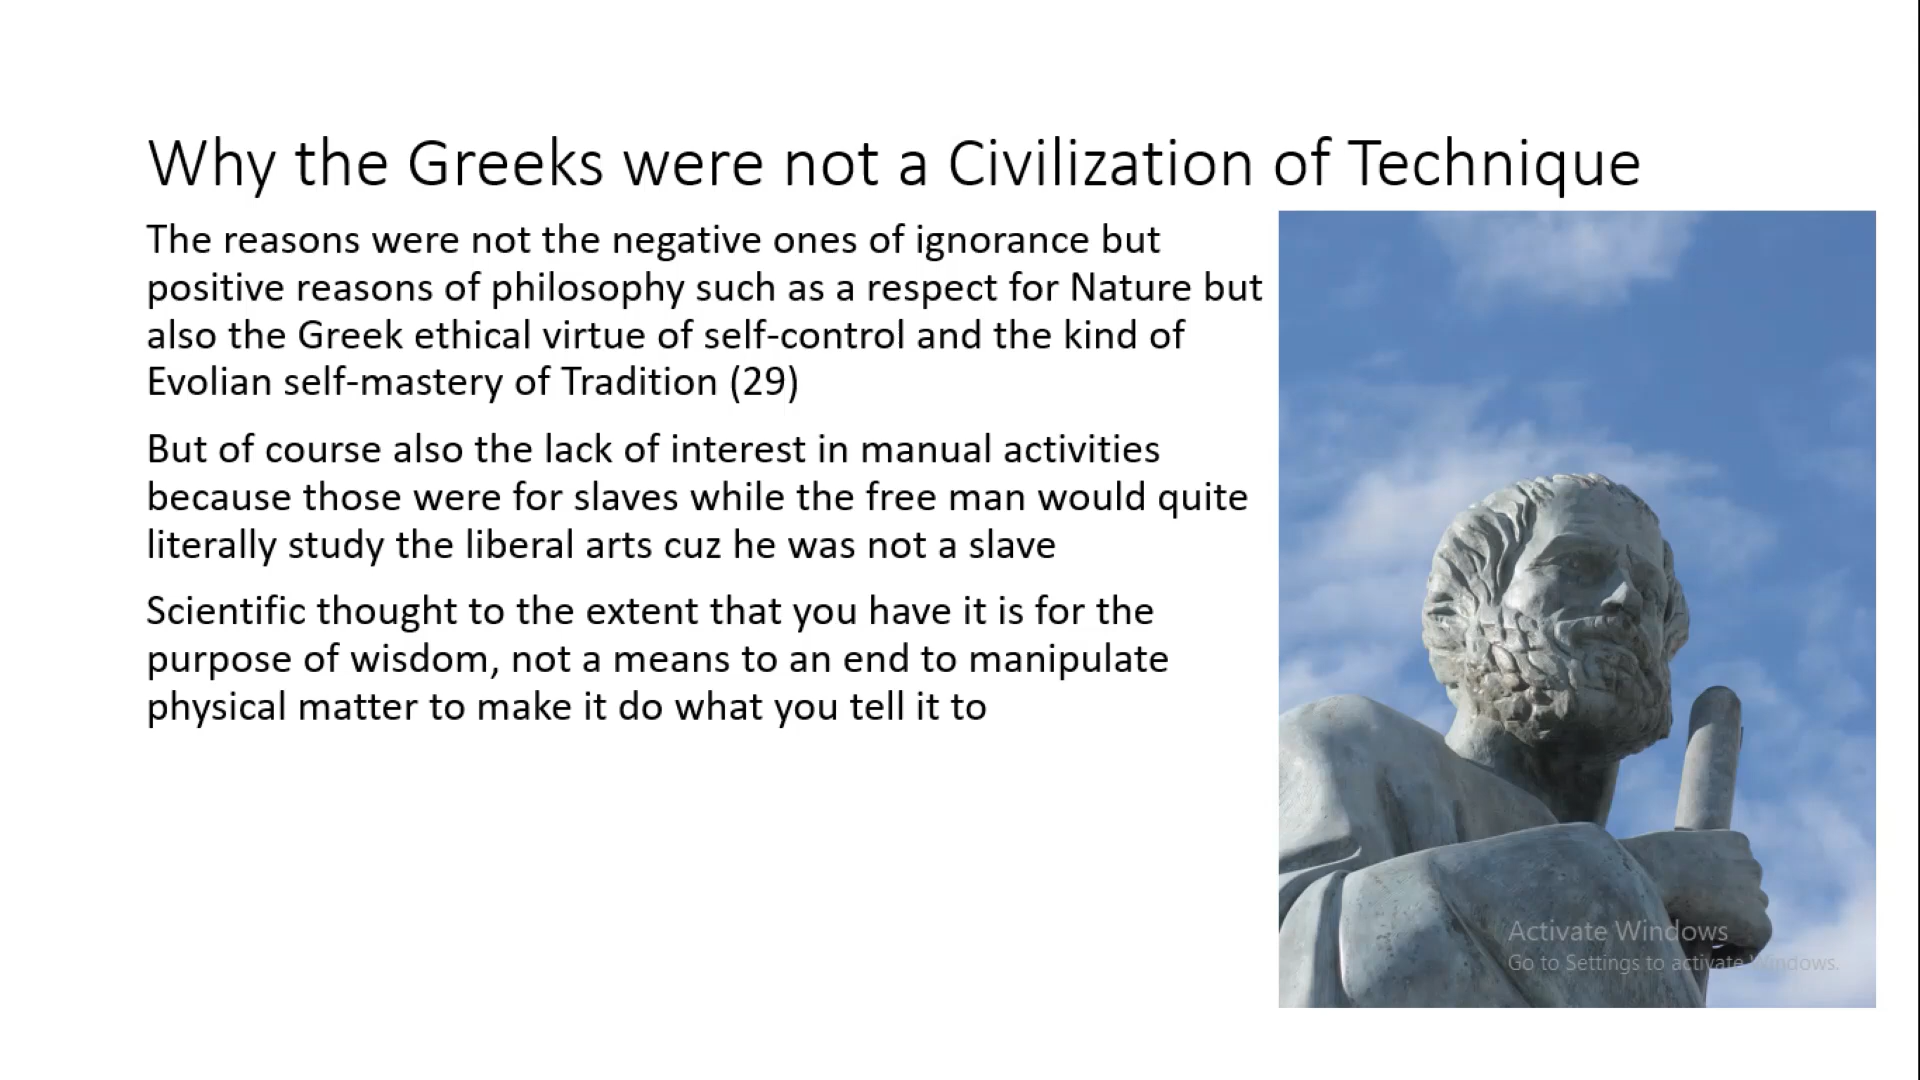 Why the Greeks were not a Civilization of Technique
The reasons were not the negative ones of ignorance but
positive reasons of philosophy such as a respect for Nature but
also the Greek ethical virtue of self-control and the kind of
Evolian self-mastery of Tradition (29)
But of course also the lack of interest in manual activities
because those were for slaves while the free man would quite
literally study the liberal arts cuz he was not a slave
Scientific thought to the extent that you have it is for the
purpose of wisdom, not a means to an end to manipulate
physical matter to make it do what you tell it to
Activate Windows
Go to Settings to activate Windows.